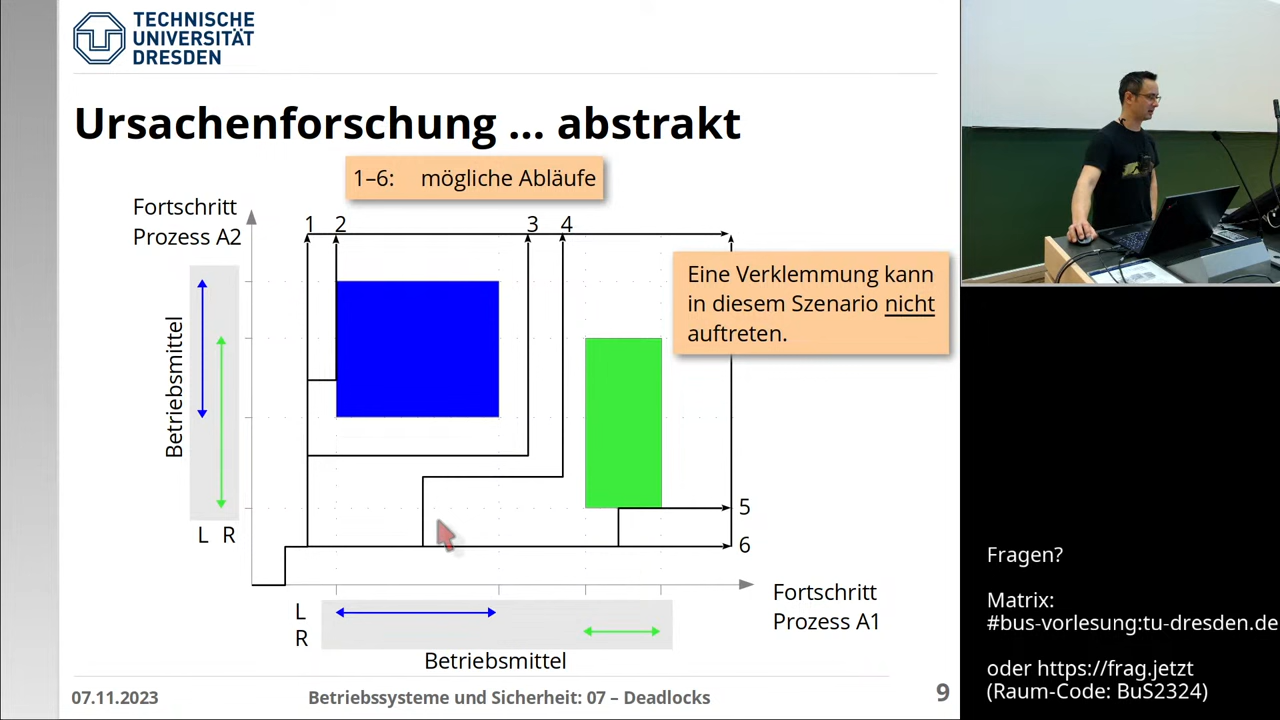 TECHNISCHE
UNIVERSITÄT
DRESDEN
Ursachenforschung ... abstrakt
1–6: mögliche Abläufe
Fortschritt
Prozess A2
1 2 3 4
Eine Verklemmung kann
in diesem Szenario nicht
auftreten.
Betriebsmittel
L R
5
6
Fortschritt
Prozess A1
L
R
Betriebsmittel
07.11.2023 Betriebssysteme und Sicherheit: 07 – Deadlocks 9
Fragen?
Matrix:
#bus-vorlesung:tu-dresden.de
oder https://frag.jetzt
(Raum-Code: BuS2324)